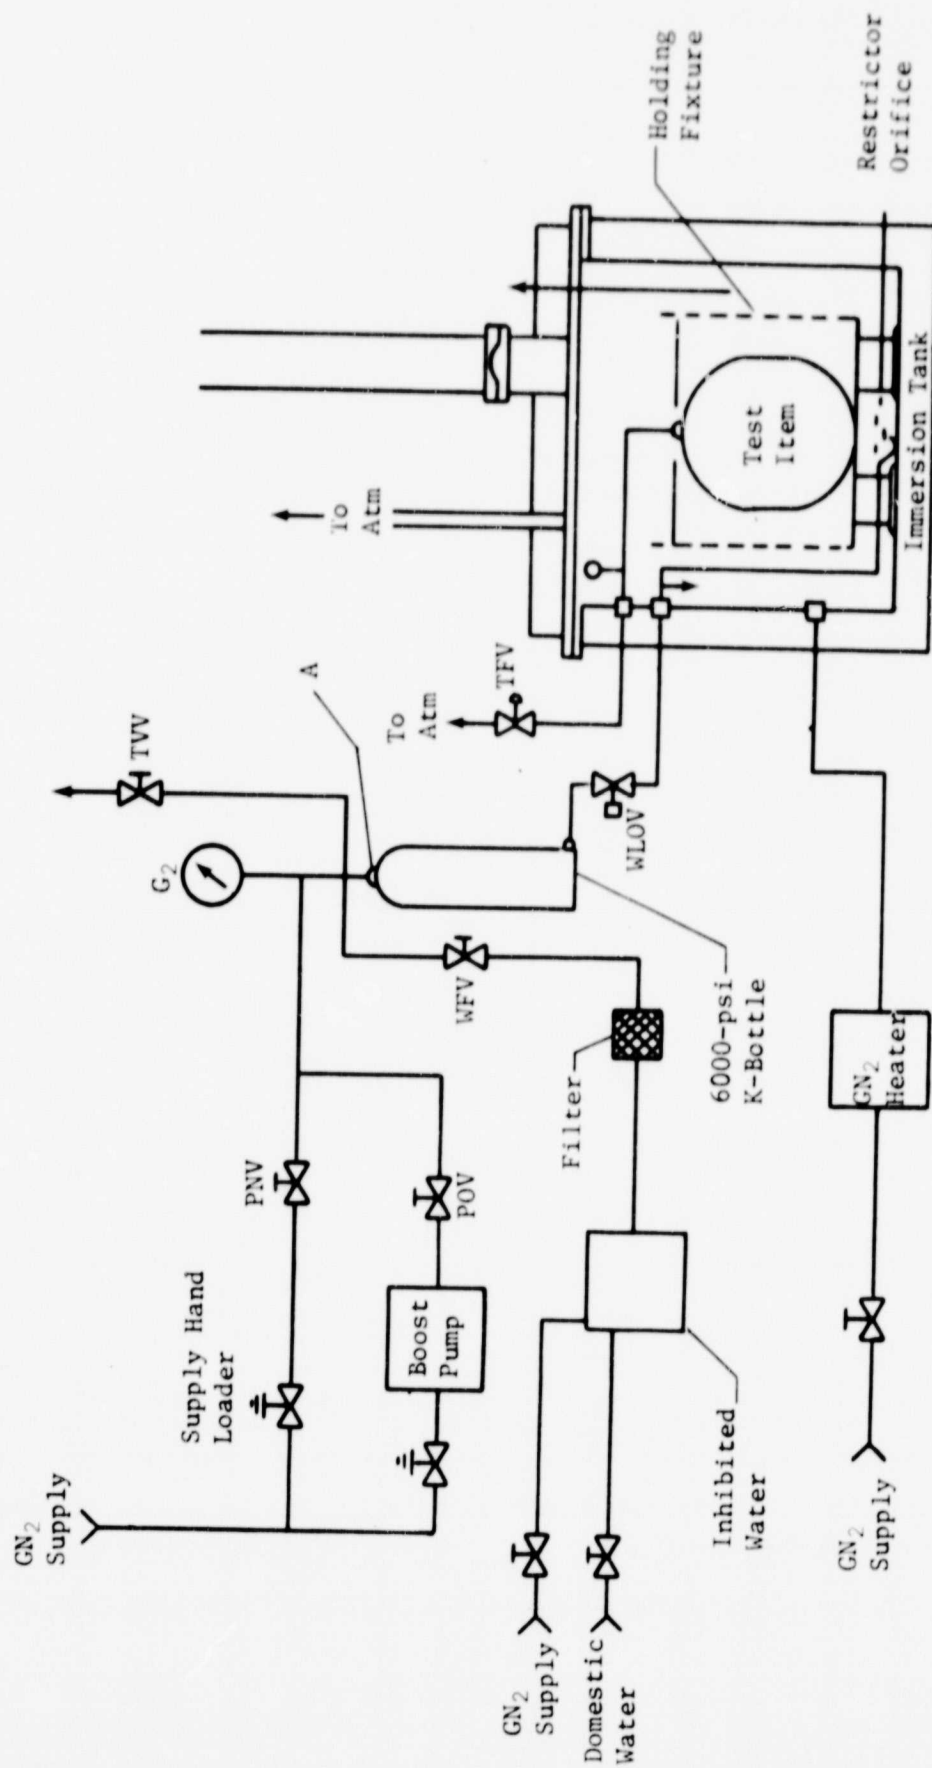 GN2
Supply
Supply Hand
Loader
PNV
G2
TVV
A
Boost
Pump
POV
WFV
To
Atm
TFV
To
Atm
Holding
Fixture
Test
Item
Restrictor
Orifice
Immersion Tank
WLOV
Filter
6000-psi
K-Bottle
GN2
Supply
Domestic
Water
Inhibited
Water
GN2
Supply
GN2
Heater